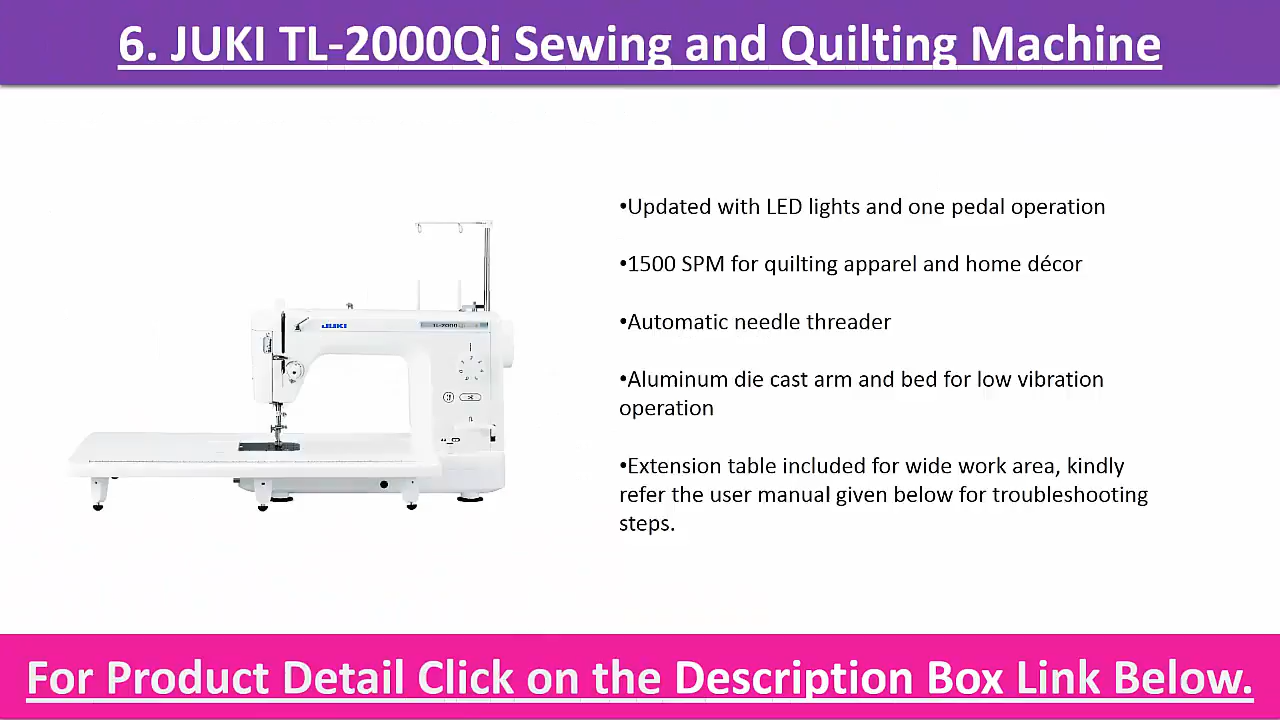 6. JUKI TL-2000Qi Sewing and Quilting Machine
•Updated with LED lights and one pedal operation
•1500 SPM for quilting apparel and home décor
•Automatic needle threader
•Aluminum die cast arm and bed for low vibration
operation
•Extension table included for wide work area, kindly
refer the user manual given below for troubleshooting
steps.
JUKI
TL-2000Qi
For Product Detail Click on the Description Box Link Below.